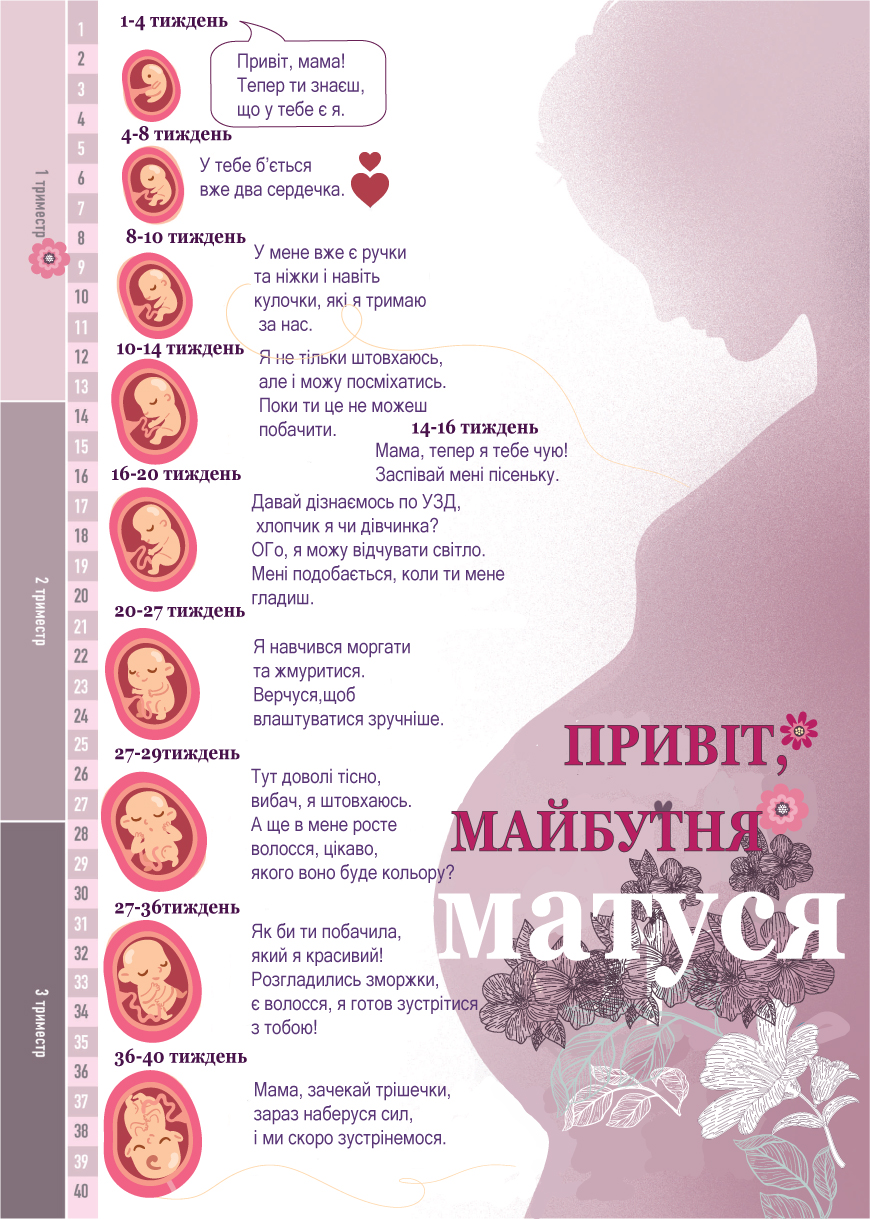 1 триместр
2 триместр
3 триместр
1
2
3
4
5
6
7
8
9
10
11
12
13
14
15
16
17
18
19
20
21
22
23
24
25
26
27
28
29
30
31
32
33
34
35
36
37
38
39
40
1-4 тиждень
Привіт, мама!
Тепер ти знаєш,
що у тебе є я.
4-8 тиждень
У тебе б’ється
вже два сердечка.
8-10 тиждень
У мене вже є ручки
та ніжки і навіть
кулочки, які я тримаю
за нас.
10-14 тиждень
Я не тільки штовхаюсь,
але і можу посміхатись.
Поки ти це не можеш
побачити.
14-16 тиждень
Мама, тепер я тебе чую!
Заспівай мені пісеньку.
16-20 тиждень
Давай дізнаємось по УЗД,
хлопчик я чи дівчинка?
ОГо, я можу відчувати світло.
Мені подобається, коли ти мене
гладиш.
20-27 тиждень
Я навчився моргати
та жмуритися.
Верчуся,щоб
влаштуватися зручніше.
27-29тиждень
Тут доволі тісно,
вибач, я штовхаюсь.
А ще в мене росте
волосся, цікаво,
якого воно буде кольору?
27-36тиждень
Як би ти побачила,
який я красивий!
Розгладились зморжки,
є волосся, я готов зустрітися
з тобою!
36-40 тиждень
Мама, зачекай трішечки,
зараз наберуся сил,
і ми скоро зустрінемося.
ПРИВІТ,
МАЙБУТНЯ
матуся